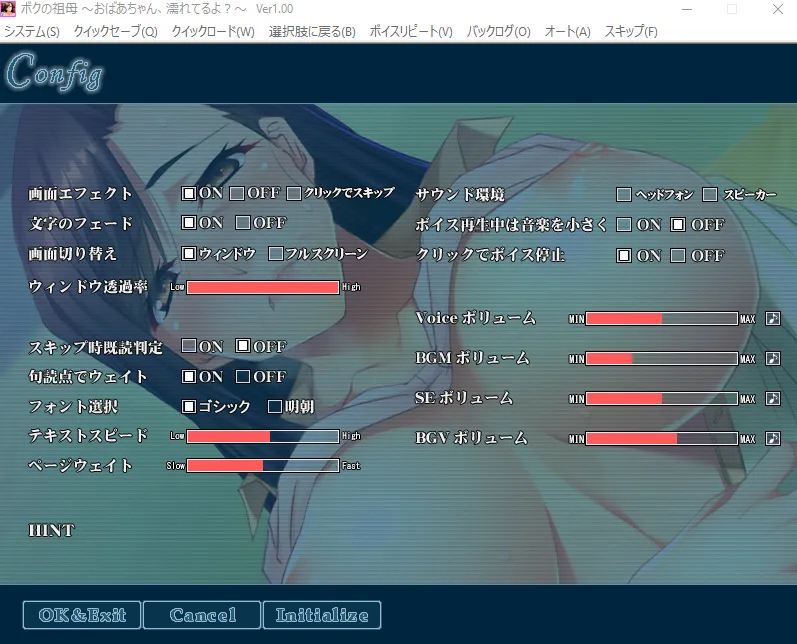 ボクの祖母 ～おばあちゃん、濡れてるよ？～ Ver1.00
システム(S) クイックセーブ(Q) クイックロード(W) 選択肢に戻る(B) ボイスリピート(V) バックログ(O) オート(A) スキップ(F)
Config
画面エフェクト ON OFF クリックでスキップ
文字のフェード ON OFF
画面切り替え ウィンドウ フルスクリーン
ウィンドウ透過率 Low High
スキップ時既読判定 ON OFF
句読点でウェイト ON OFF
フォント選択 ゴシック 明朝
テキストスピード Low High
ページウェイト Slow Fast
HINT
サウンド環境 ヘッドフォン スピーカー
ボイス再生中は音楽を小さく ON OFF
クリックでボイス停止 ON OFF
Voice ボリューム MIN MAX
BGM ボリューム MIN MAX
SE ボリューム MIN MAX
BGV ボリューム MIN MAX
OK&Exit Cancel Initialize